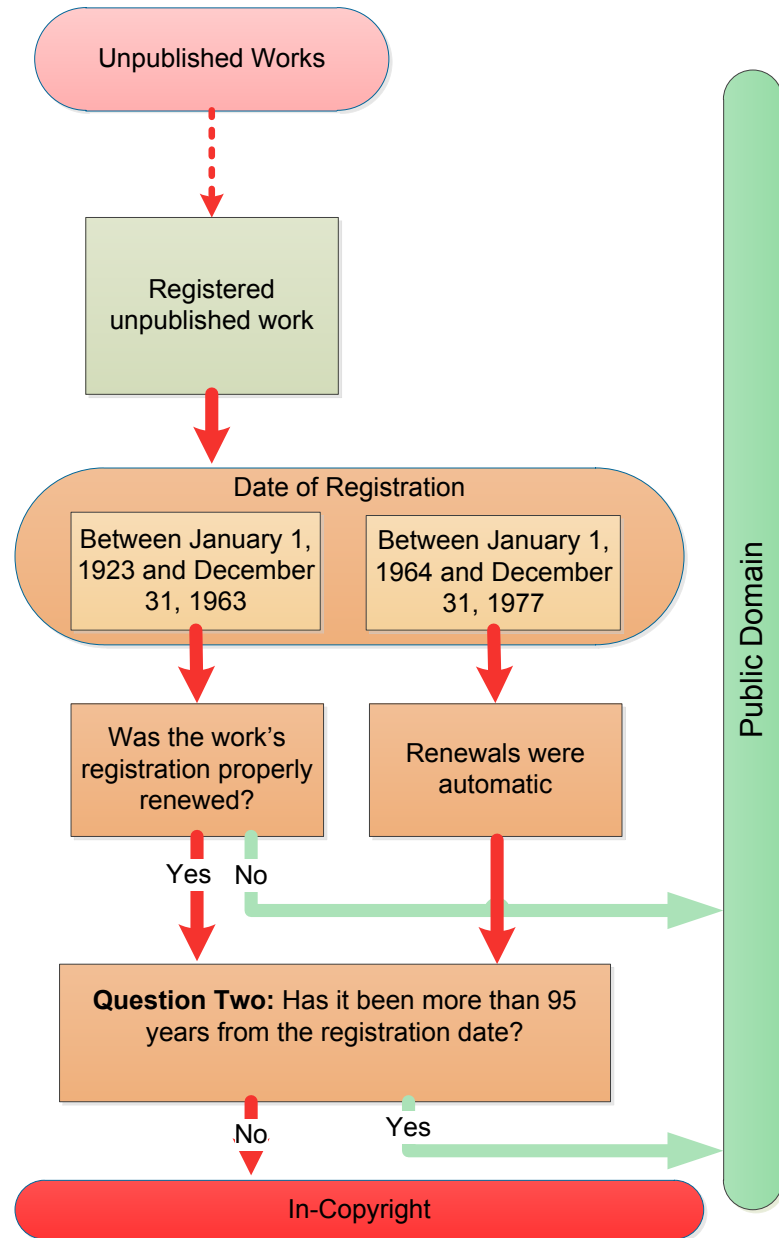 Unpublished Works
Registered
unpublished work
Date of Registration
Between January 1,
1923 and December
31, 1963
Between January 1,
1964 and December
31, 1977
Was the work’s
registration properly
renewed?
Renewals were
automatic
Yes
No
Question Two: Has it been more than 95
years from the registration date?
No
Yes
In-Copyright
Public Domain